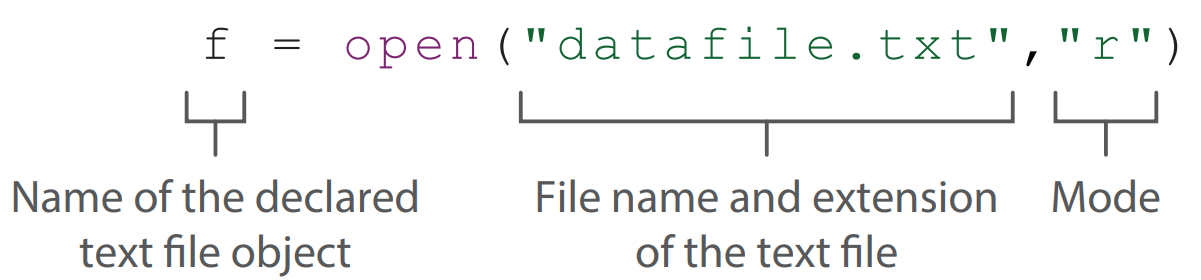 f = open("datafile.txt","r")
Name of the declared
text file object
File name and extension
of the text file
Mode